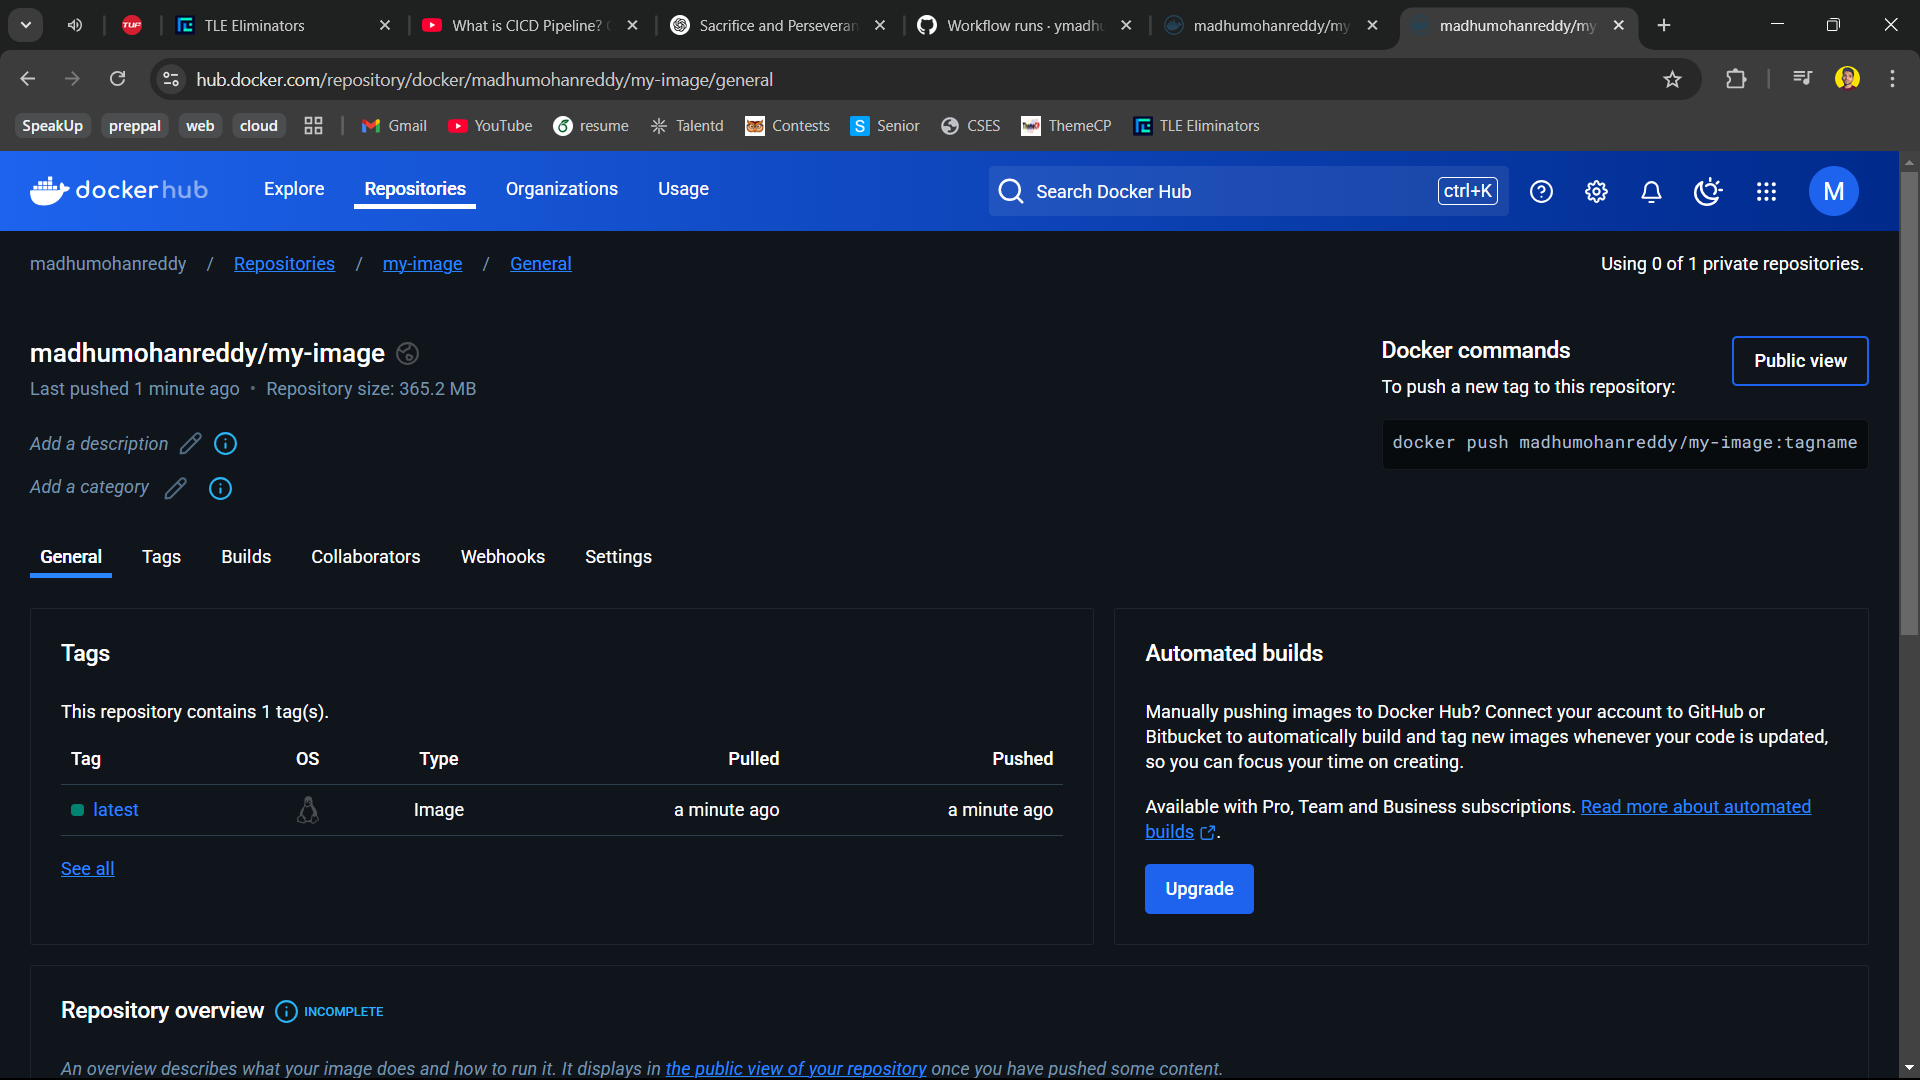 TUF
TLE Eliminators
What is CICD Pipeline?
Sacrifice and Perseveran
Workflow runs · ymadhu
madhumohanreddy/my
madhumohanreddy/my
hub.docker.com/repository/docker/madhumohanreddy/my-image/general
SpeakUp preppal web cloud Gmail YouTube resume Talentd Contests S Senior CSES ThemeCP TLE Eliminators
dockerhub Explore Repositories Organizations Usage Search Docker Hub ctrl+K M
madhumohanreddy / Repositories / my-image / General
Using 0 of 1 private repositories.
madhumohanreddy/my-image
Last pushed 1 minute ago • Repository size: 365.2 MB
Add a description
Add a category
Docker commands
Public view
To push a new tag to this repository:
docker push madhumohanreddy/my-image:tagname
General Tags Builds Collaborators Webhooks Settings
Tags
This repository contains 1 tag(s).
Tag OS Type Pulled Pushed
latest Image a minute ago a minute ago
See all
Automated builds
Manually pushing images to Docker Hub? Connect your account to GitHub or
Bitbucket to automatically build and tag new images whenever your code is updated,
so you can focus your time on creating.
Available with Pro, Team and Business subscriptions. Read more about automated
builds .
Upgrade
Repository overview INCOMPLETE
An overview describes what your image does and how to run it. It displays in the public view of your repository once you have pushed some content.